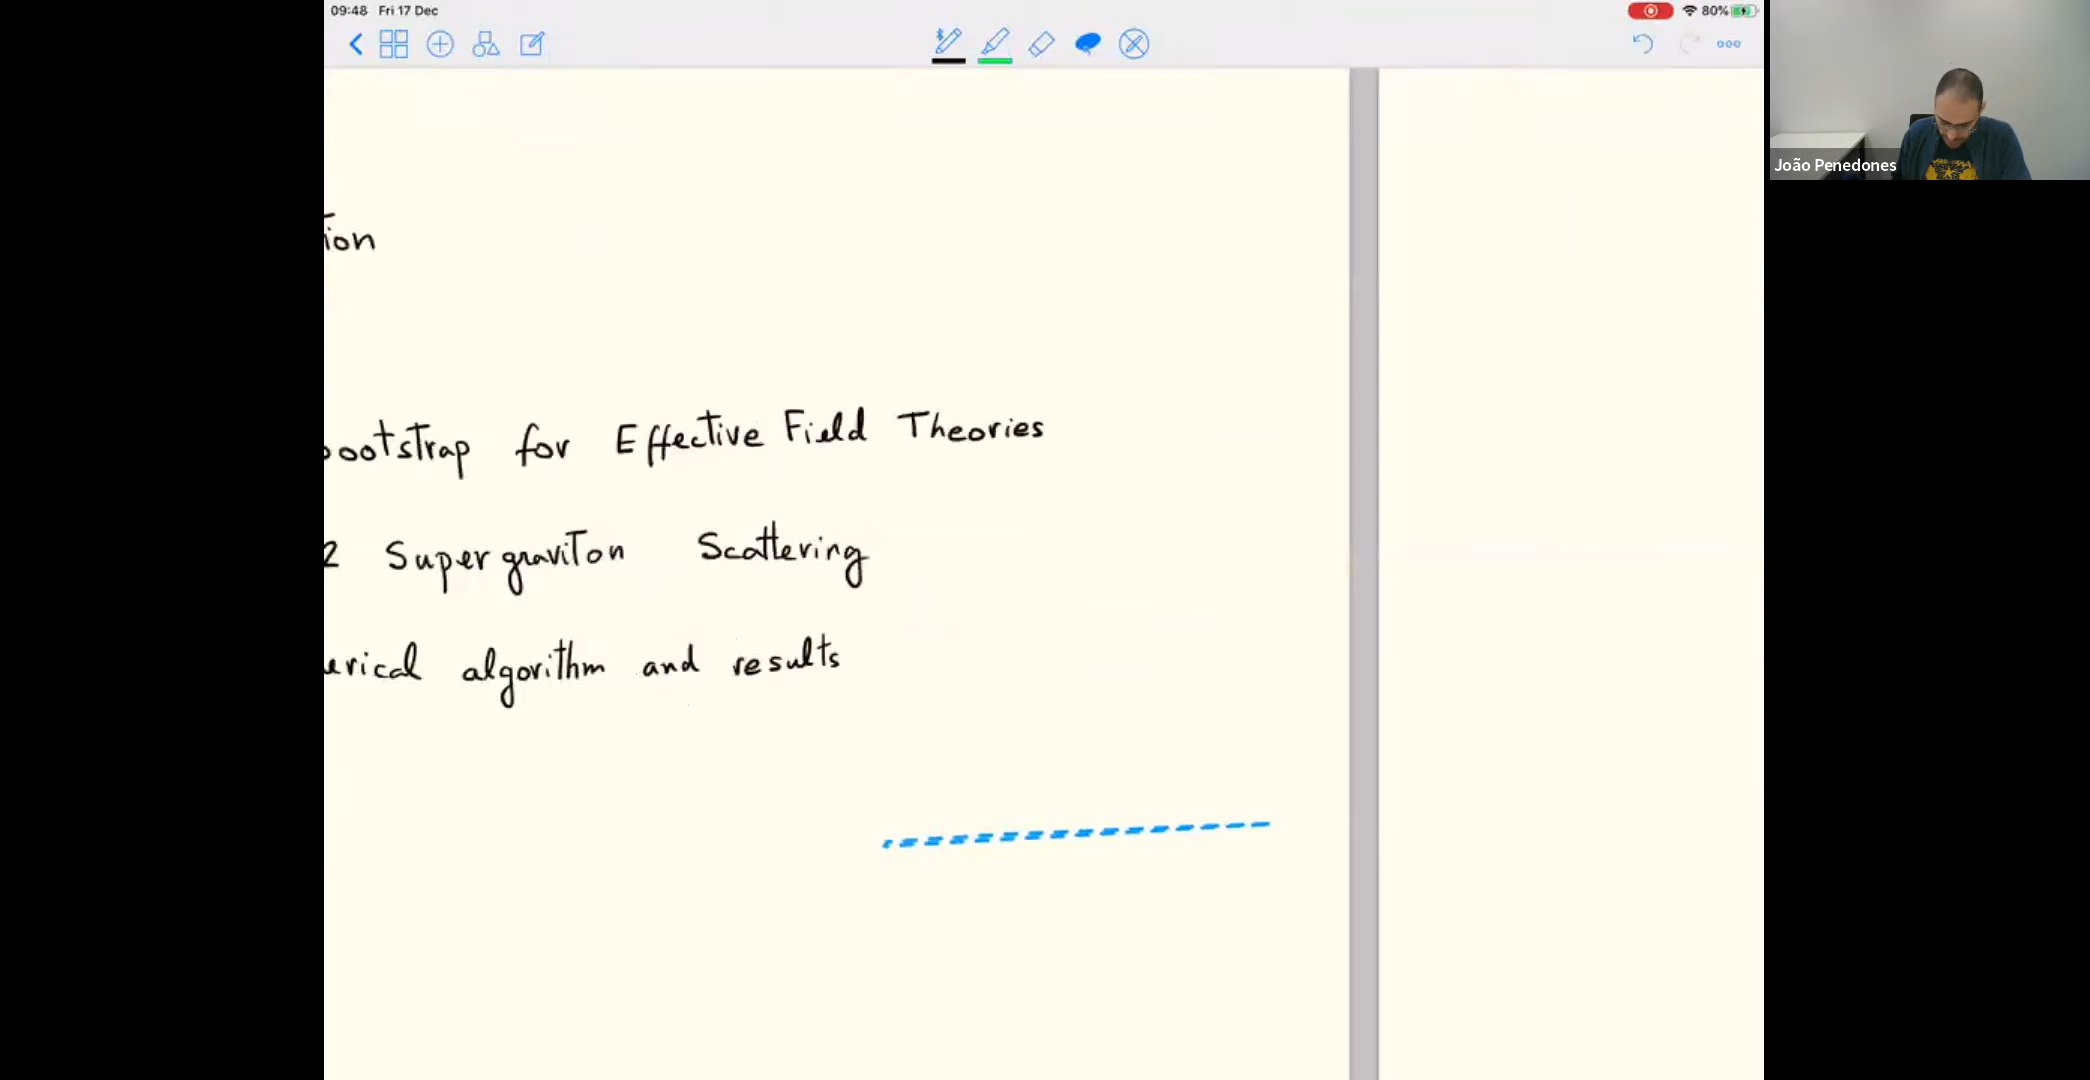 09:48 Fri 17 Dec
80%
João Penedones
ion
bootstrap for Effective Field Theories
2 Supergraviton Scattering
erical algorithm and results